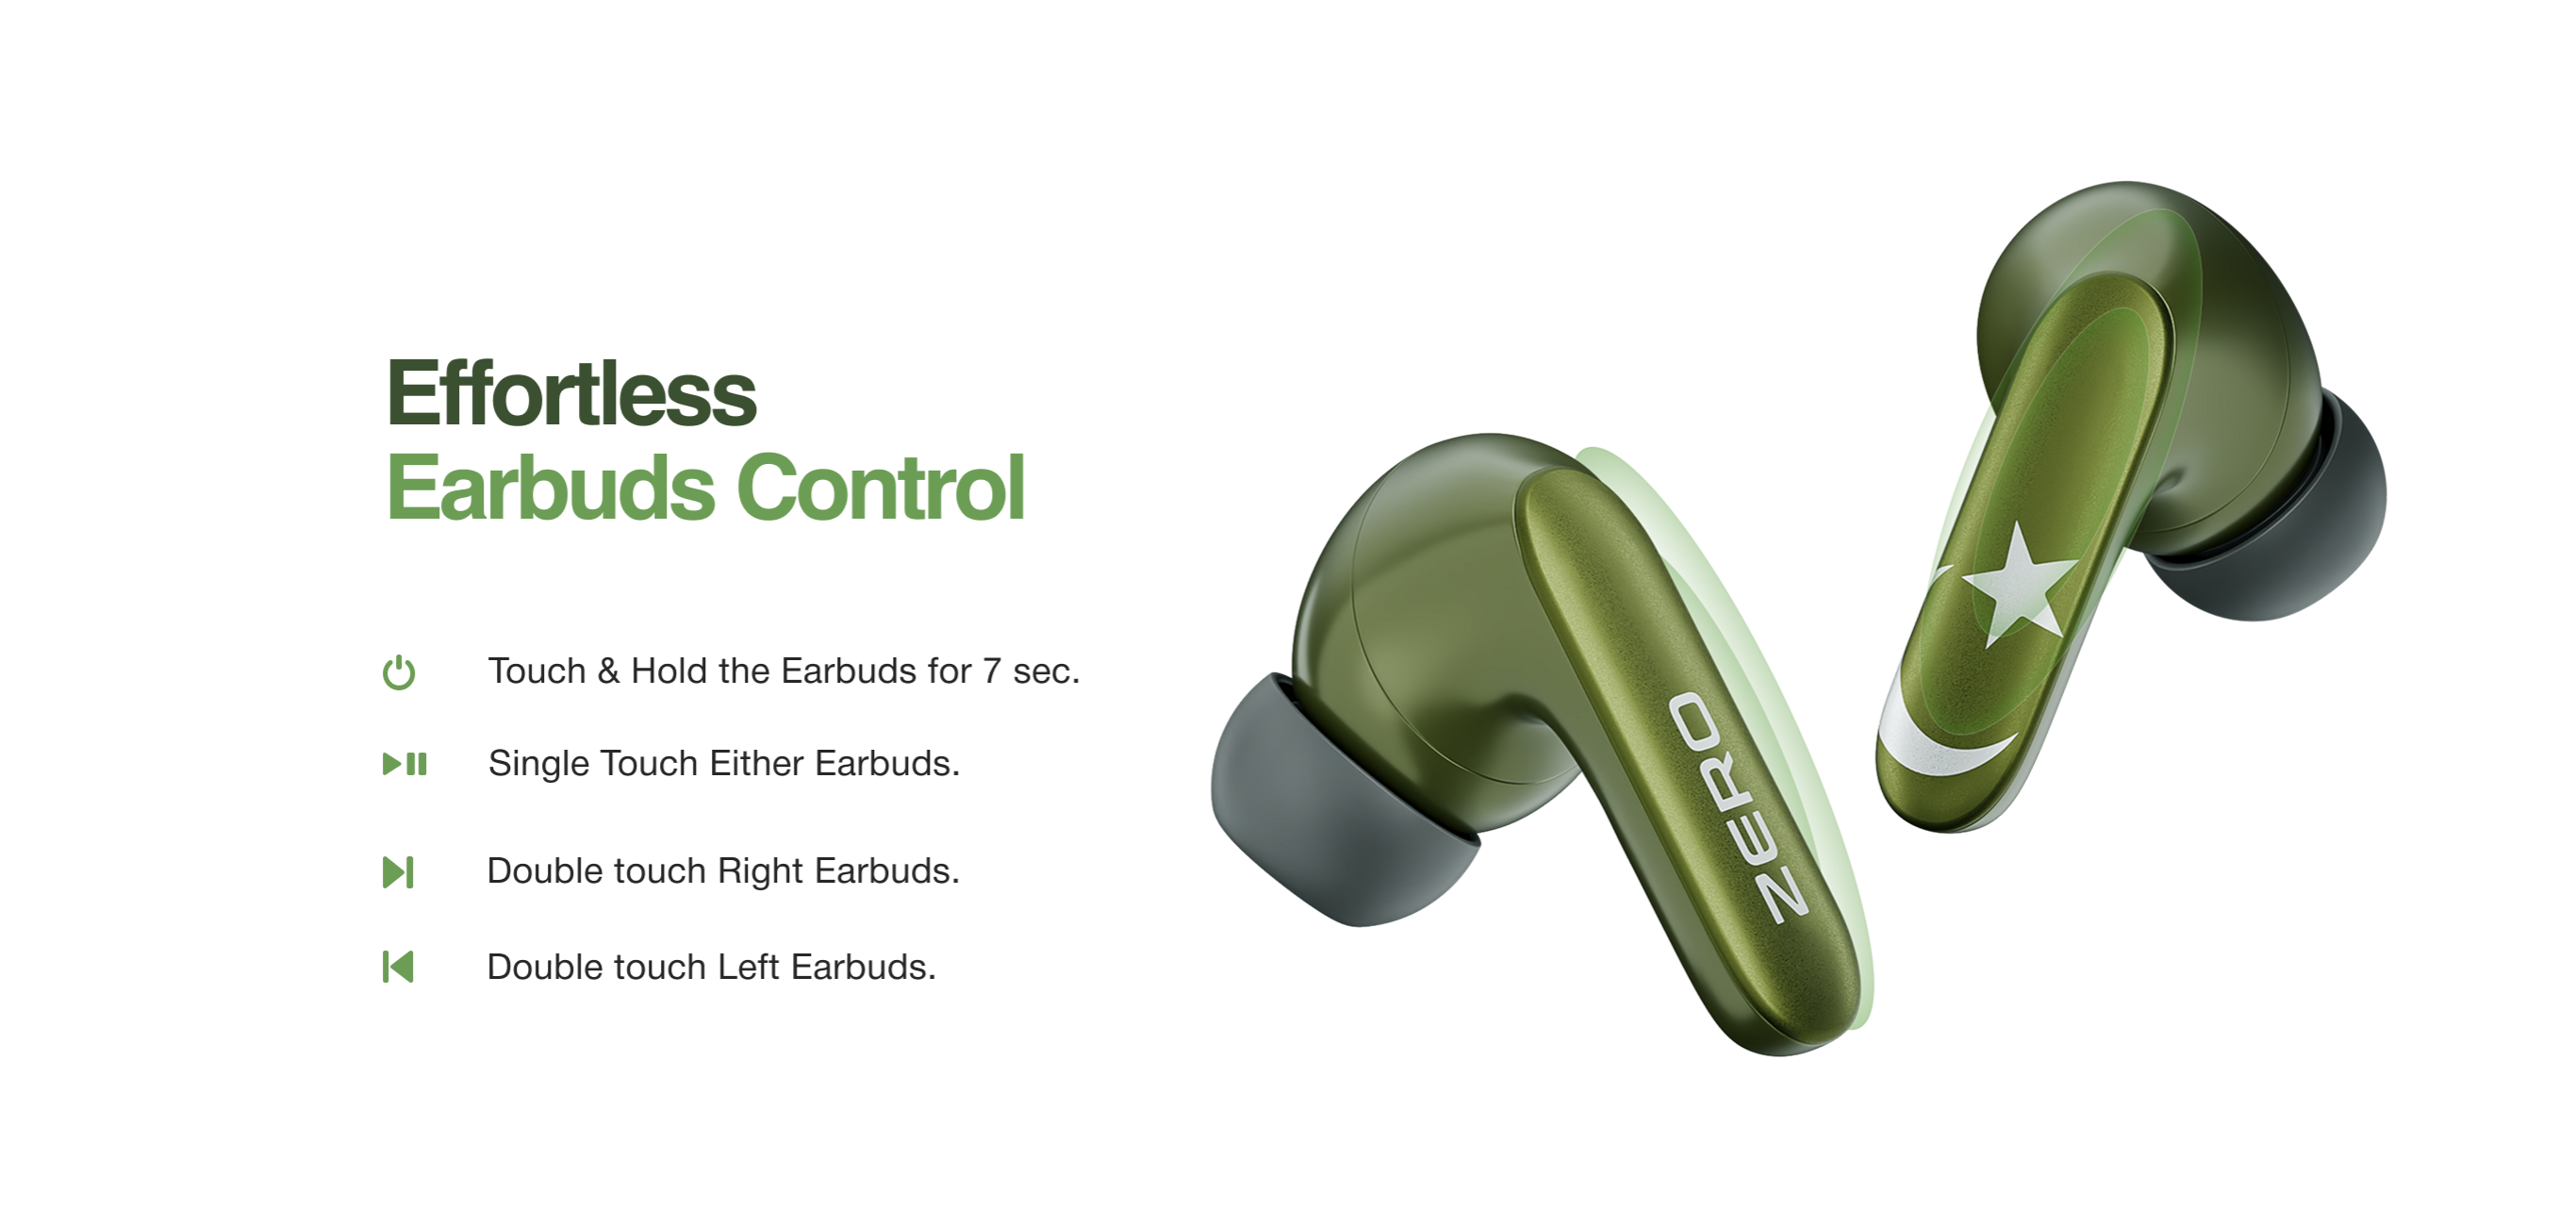 Effortless
Earbuds Control
Touch & Hold the Earbuds for 7 sec.
Single Touch Either Earbuds.
Double touch Right Earbuds.
Double touch Left Earbuds.
ZERO